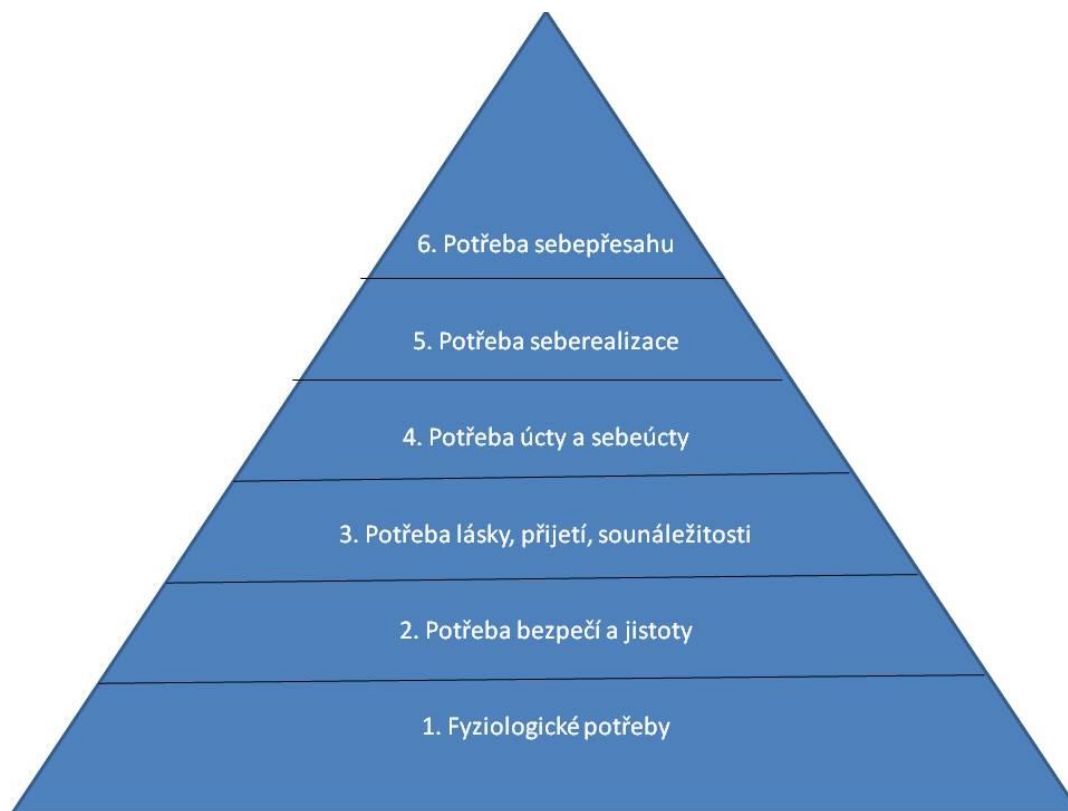 6. Potřeba sebepřesahu
5. Potřeba seberealizace
4. Potřeba úcty a sebeúcty
3. Potřeba lásky, přijetí, sounáležitosti
2. Potřeba bezpečí a jistoty
1. Fyziologické potřeby